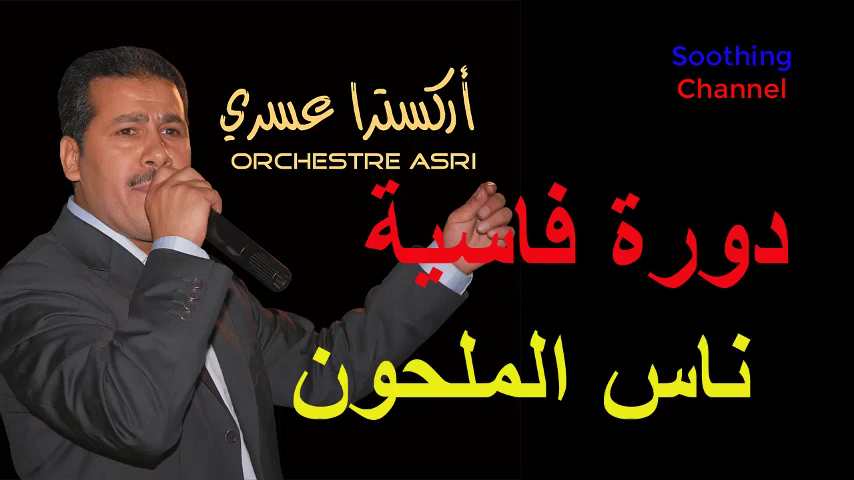 Soothing
Channel
أركسترا عسري
ORCHESTRE ASRI
دورة فاسية
ناس الملحون